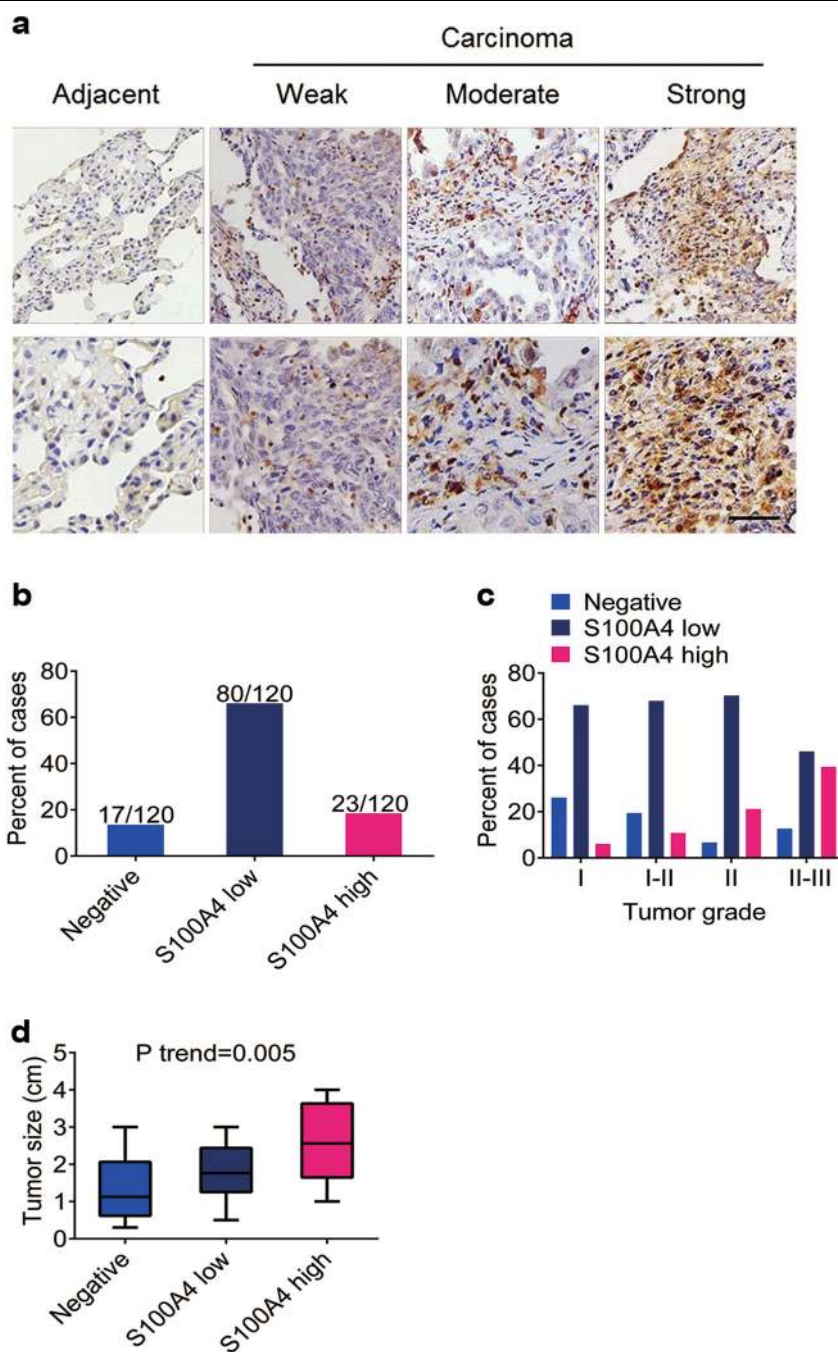 a
Carcinoma
Adjacent Weak Moderate Strong
b
Percent of cases
80
60
40
20
0
17/120
80/120
23/120
Negative
S100A4 low
S100A4 high
c
Negative
S100A4 low
S100A4 high
Percent of cases
80
60
40
20
0
I I-II II II-III
Tumor grade
d
P trend=0.005
Tumor size (cm)
5
4
3
2
1
0
Negative
S100A4 low
S100A4 high